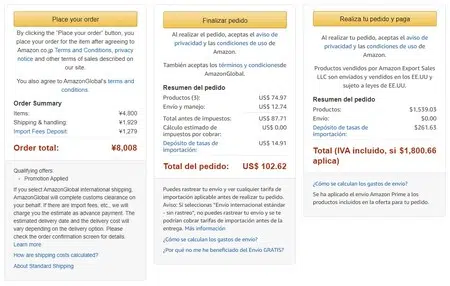 Place your order
By clicking the "Place your order" button, you
place your order for the item after agreeing to
Amazon.co.jp Terms and Conditions, privacy
notice and other terms of sales described on
our site.
You also agree to AmazonGlobal's terms and
conditions.
Order Summary
Items: ¥4,800
Shipping & handling: ¥1,929
Import Fees Deposit: ¥1,279
Order total: ¥8,008
Qualifying offers:
- Promotion Applied
If you select AmazonGlobal international shipping,
AmazonGlobal will complete customs clearance on
your behalf. If there are import fees, etc., we will
charge you the estimate as advance payment. The
estimated delivery date and the delivery cost will
vary depending on the delivery option. Please
check the order confirmation screen for details.
Learn more
How are shipping costs calculated?
About Standard Shipping
Finalizar pedido
Al realizar el pedido, aceptas el aviso de
privacidad y las condiciones de uso de
Amazon.
También aceptas los términos y condicionesde
AmazonGlobal.
Resumen del pedido
Productos (3): US$ 74.97
Envío y manejo: US$ 12.74
Total antes de impuestos: US$ 87.71
Cálculo estimado de US$ 0.00
impuestos por cobrar:
Depósito de tasas de US$ 14.91
importación:
Total del pedido: US$ 102.62
Puedes rastrear tu envío y ver cualquier tarifa de
importación aplicable antes de realizar tu pedido.
Aviso: Si seleccionas "Envío internacional estándar
- sin rastreo", no puedes rastrear tu envío y se te
podrían cobrar tarifas de importación antes de la
entrega. Más información
¿Cómo se calculan los gastos de envío?
¿Por qué no me he beneficiado del Envío GRATIS?
Realiza tu pedido y paga
Al realizar tu pedido, aceptas el aviso de
privacidad y las condiciones de uso de
Amazon.
Productos vendidos por Amazon Export Sales
LLC son enviados y vendidos en los EE.UU y
sujeto a leyes de EE.UU.
Resumen del pedido
Productos: $1,539.03
Envío: $0.00
Depósito de tasas de $261.63
importación:
Total (IVA incluido, si $1,800.66
aplica)
¿Cómo se calculan los gastos de envío?
Se ha aplicado el envío Amazon Prime a los
productos incluidos en la oferta para tu pedido.